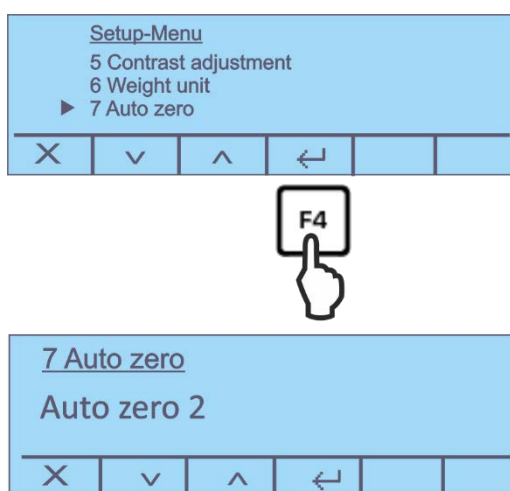 Setup-Menu
5 Contrast adjustment
6 Weight unit
▶ 7 Auto zero
F4
7 Auto zero
Auto zero 2